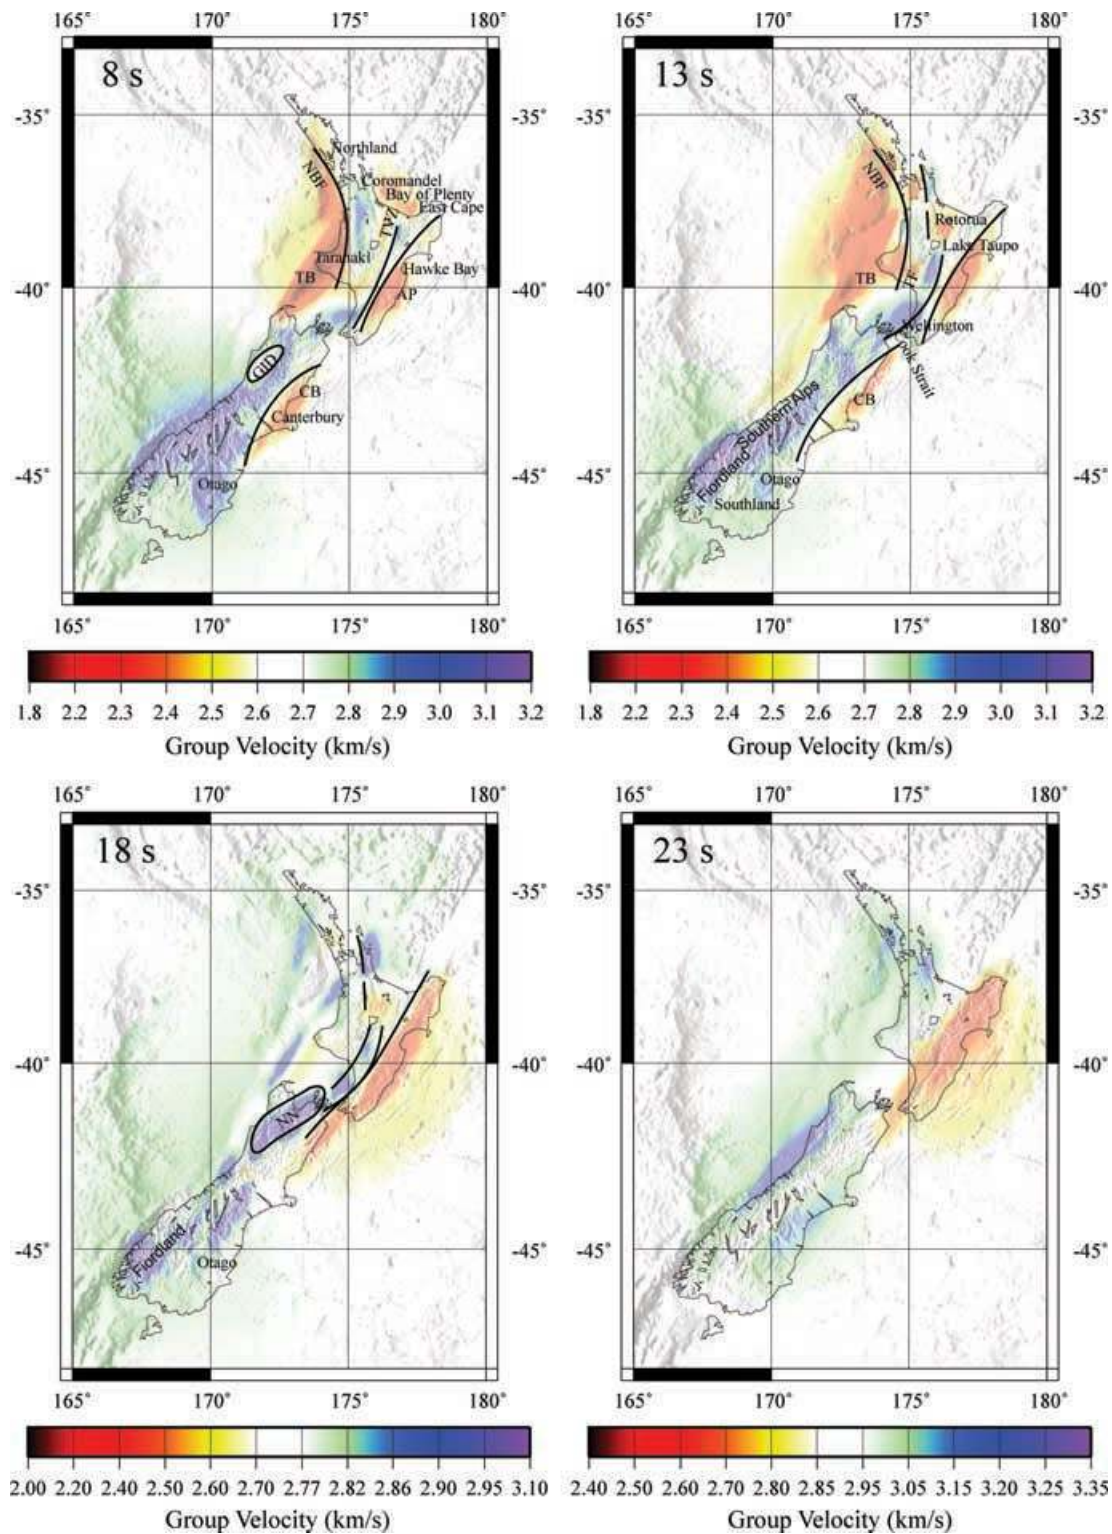 165° 170° 175° 180°
8 s
-35°
Northland
NBF
Coromandel
Bay of Plenty
East Cape
TVZ
Taranaki
TB
Hawke Bay
AP
-40°
GID
CB
Canterbury
-45°
Otago
165° 170° 175° 180°
1.8 2.2 2.3 2.4 2.5 2.6 2.7 2.8 2.9 3.0 3.1 3.2
Group Velocity (km/s)
165° 170° 175° 180°
13 s
-35° -35°
NBF
Rotorua
Lake Taupo
TB
TF
-40° -40°
Wellington
Cook Strait
CB
Southern Alps
Fiordland
-45° -45°
Otago
Southland
165° 170° 175° 180°
1.8 2.2 2.3 2.4 2.5 2.6 2.7 2.8 2.9 3.0 3.1 3.2
Group Velocity (km/s)
165° 170° 175° 180°
18 s
-35°
-40°
NN
Fiordland
-45°
Otago
165° 170° 175° 180°
2.00 2.20 2.40 2.50 2.60 2.70 2.77 2.82 2.86 2.90 2.95 3.10
Group Velocity (km/s)
165° 170° 175° 180°
23 s
-35° -35°
-40° -40°
-45° -45°
165° 170° 175° 180°
2.40 2.50 2.60 2.70 2.80 2.85 2.95 3.05 3.15 3.20 3.25 3.35
Group Velocity (km/s)